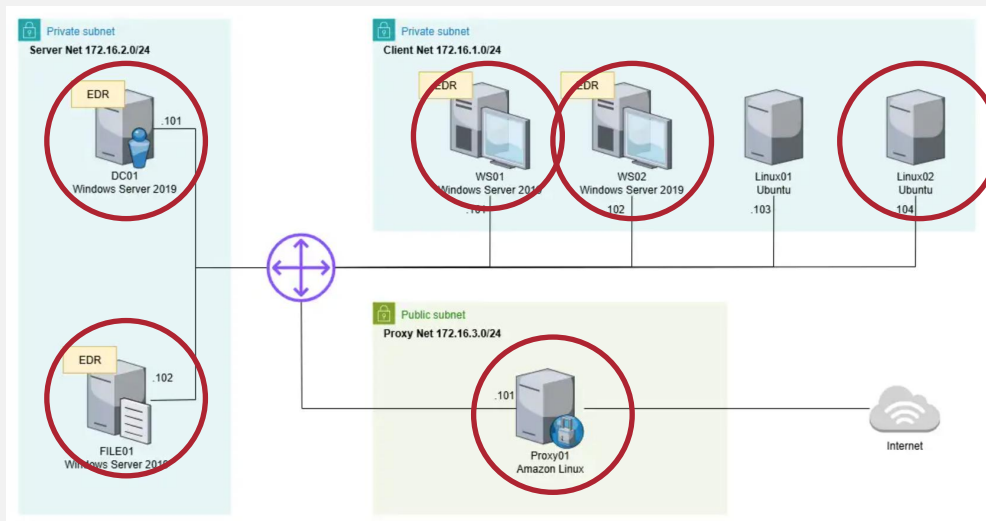 Private subnet
Server Net 172.16.2.0/24
EDR
.101
DC01
Windows Server 2019
EDR
.102
FILE01
Windows Server 2019
Private subnet
Client Net 172.16.1.0/24
EDR
WS01
Windows Server 2019
.101
EDR
WS02
Windows Server 2019
.102
Linux01
Ubuntu
.103
Linux02
Ubuntu
.104
Public subnet
Proxy Net 172.16.3.0/24
.101
Proxy01
Amazon Linux
Internet